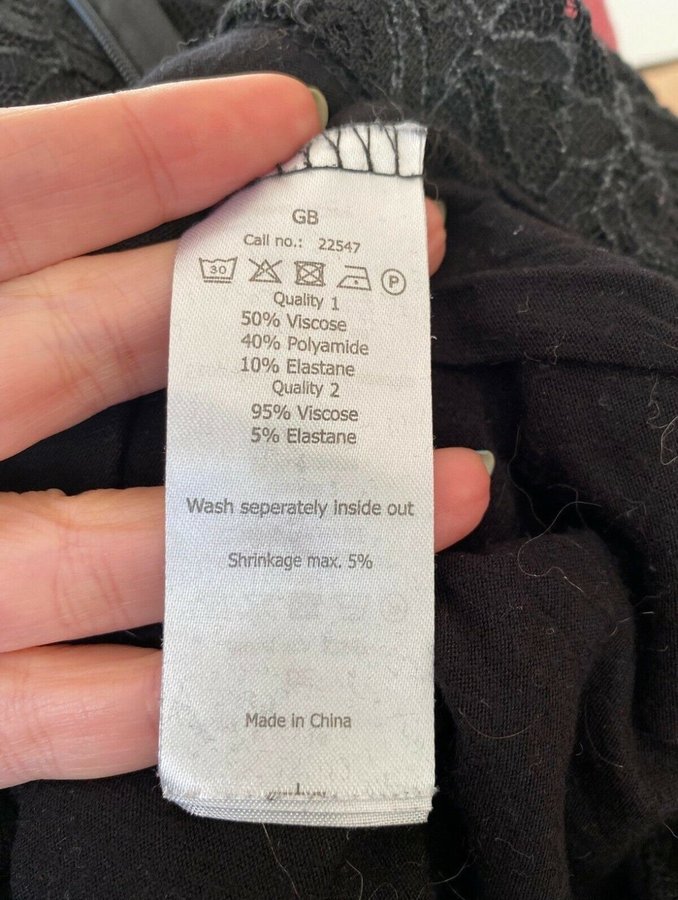 GB
Call no.: 22547
30 P
Quality 1
50% Viscose
40% Polyamide
10% Elastane
Quality 2
95% Viscose
5% Elastane
Wash seperately inside out
Shrinkage max. 5%
Made in China